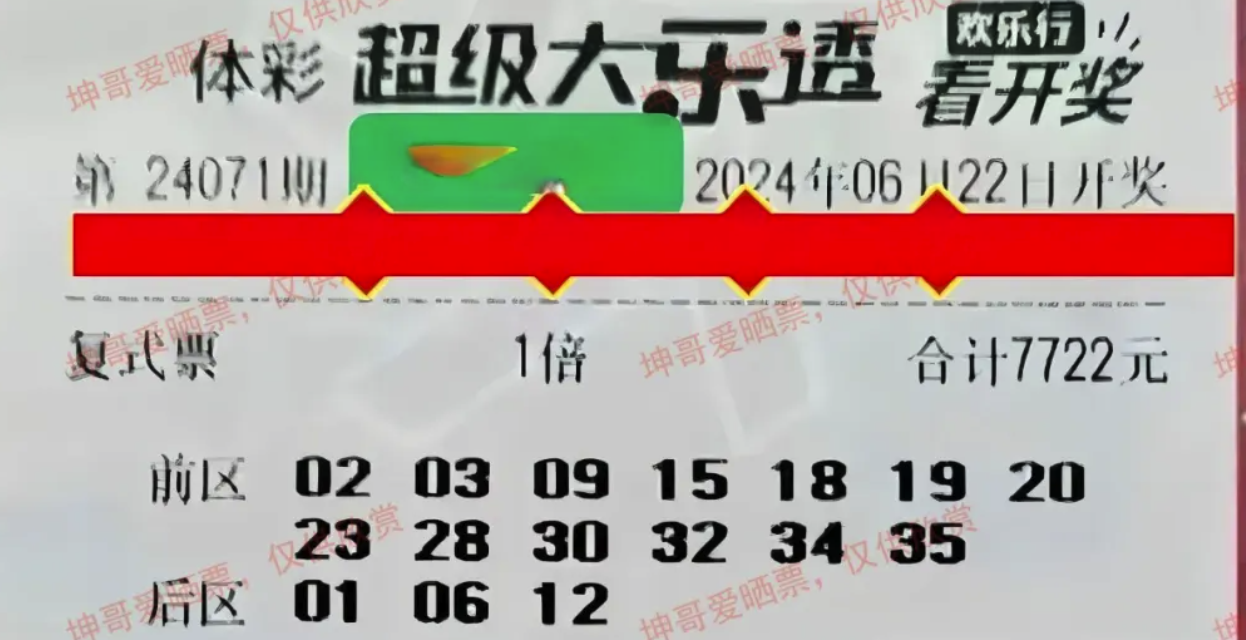 体彩 超级大乐透 欢乐行 看开奖
第 24071期 2024年06月22日开奖
复式票 1倍 合计7722元
前区 02 03 09 15 18 19 20
23 28 30 32 34 35
后区 01 06 12
坤哥爱晒票，仅供欣赏